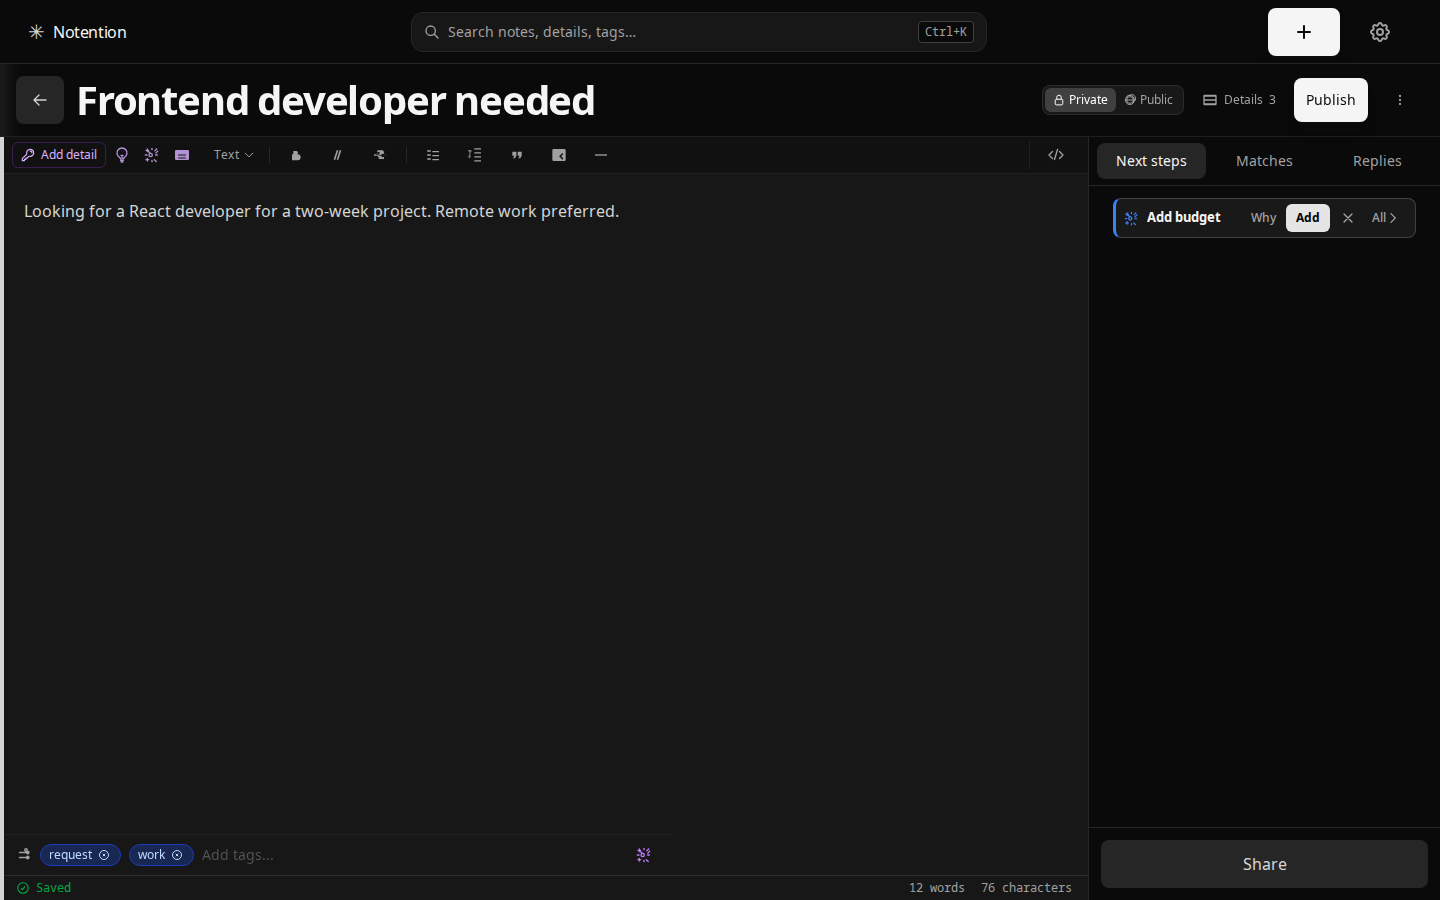 Notention
Search notes, details, tags... Ctrl+K
Frontend developer needed
Private Public
Details 3
Publish
Add detail
Text
Next steps Matches Replies
Looking for a React developer for a two-week project. Remote work preferred.
Add budget Why Add All
request work Add tags...
Share
Saved
12 words 76 characters